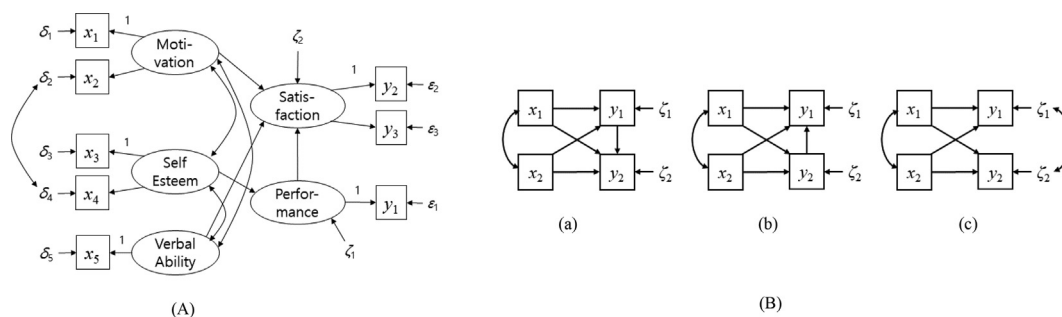 δ1 x1 1 Moti-
vation
δ2 x2
ζ2
Satis-
faction
1 y2 ε2
y3 ε3
δ3 x3 1
Self
Esteem
δ4 x4
Perfor-
mance
1 y1 ε1
ζ1
δ5 x5 1 Verbal
Ability
(A)
x1 y1 ζ1
x2 y2 ζ2
(a)
x1 y1 ζ1
x2 y2 ζ2
(b)
x1 y1 ζ1
x2 y2 ζ2
(c)
(B)